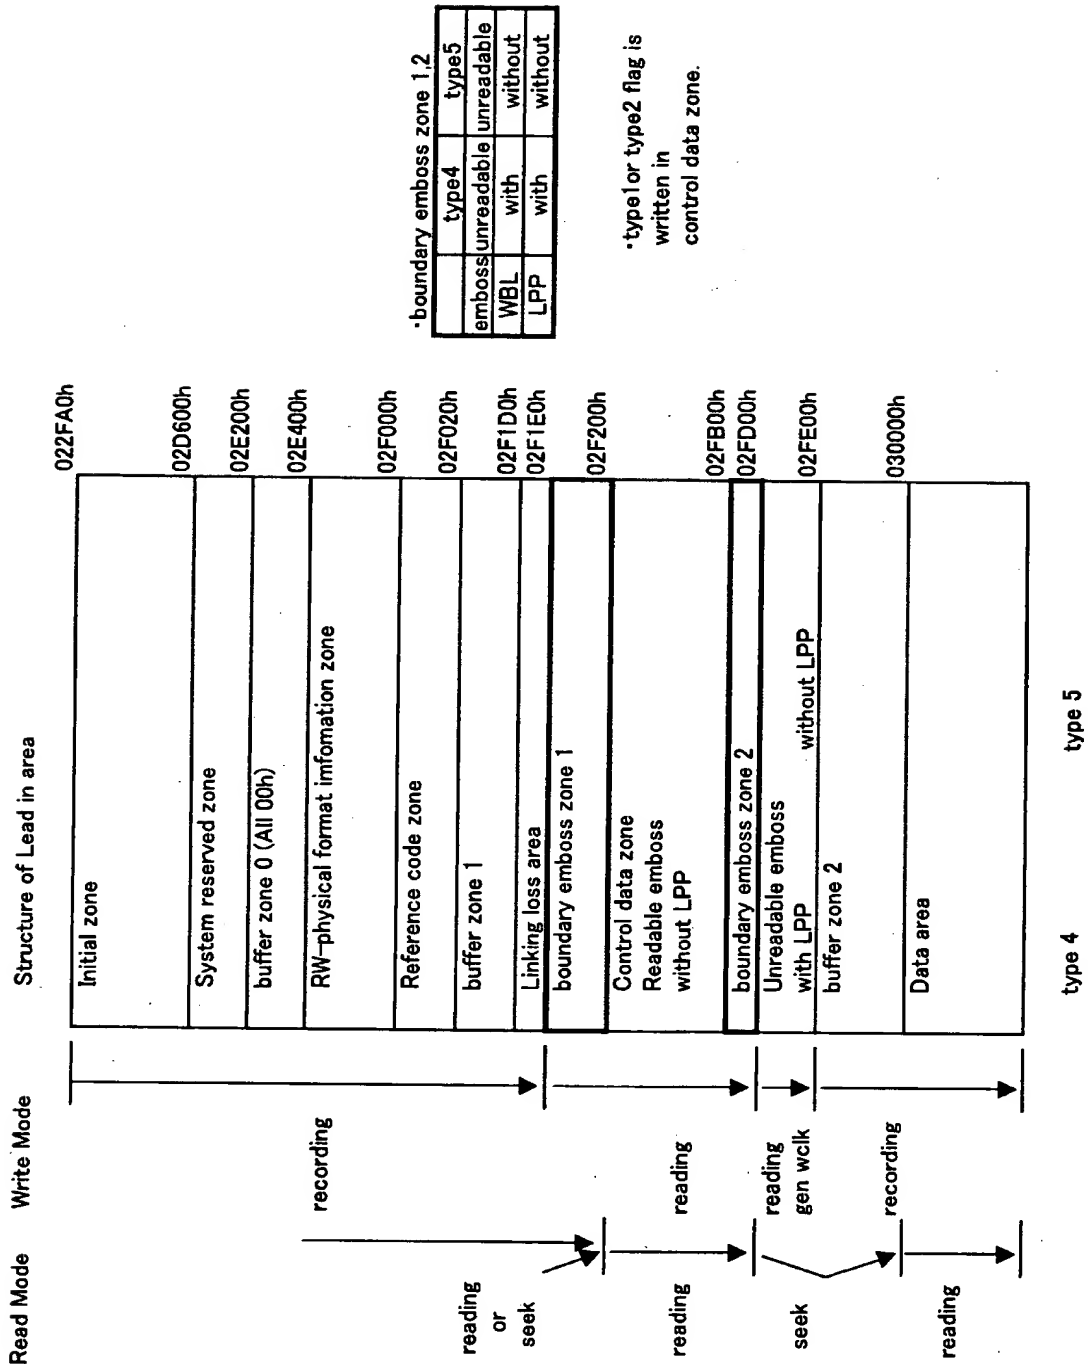 Read Mode Write Mode Structure of Lead in area
022FA0h
Initial zone
02D600h
System reserved zone
02E200h
buffer zone 0 (All 00h)
02E400h
RW-physical format imfomation zone
02F000h
Reference code zone
02F020h
buffer zone 1
02F1D0h
Linking loss area
02F1E0h
boundary emboss zone 1
02F200h
Control data zone
Readable emboss
without LPP
02FB00h
boundary emboss zone 2
02FD00h
Unreadable emboss
with LPP without LPP
02FE00h
buffer zone 2
030000h
Data area
type 4 type 5
recording
reading
reading
gen wclk
recording
reading
or
seek
reading
seek
reading
·boundary emboss zone 1,2
type4 type5
emboss unreadable unreadable
WBL with without
LPP with without
·type1or type2 flag is
written in
control data zone.